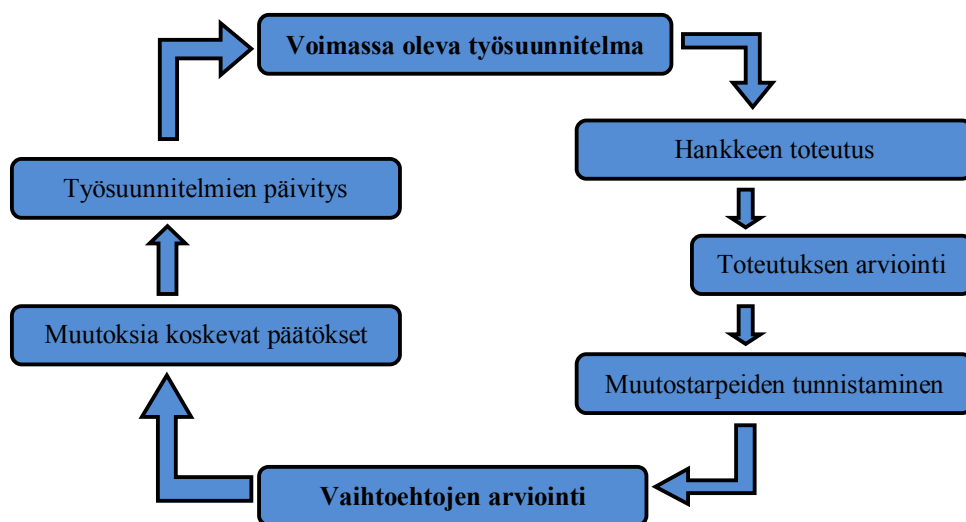 Voimassa oleva työsuunnitelma
Hankkeen toteutus
Toteutuksen arviointi
Muutostarpeiden tunnistaminen
Vaihtoehtojen arviointi
Muutoksia koskevat päätökset
Työsuunnitelmien päivitys